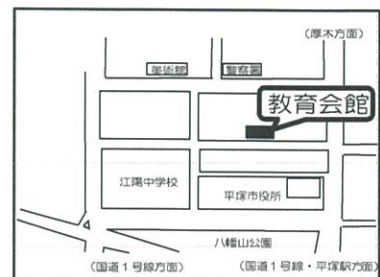 (厚木方面)
美術館
警察署
教育会館
江陽中学校
平塚市役所
八幡山公園
(国道1号線方面)
(国道1号線・平塚駅方面)